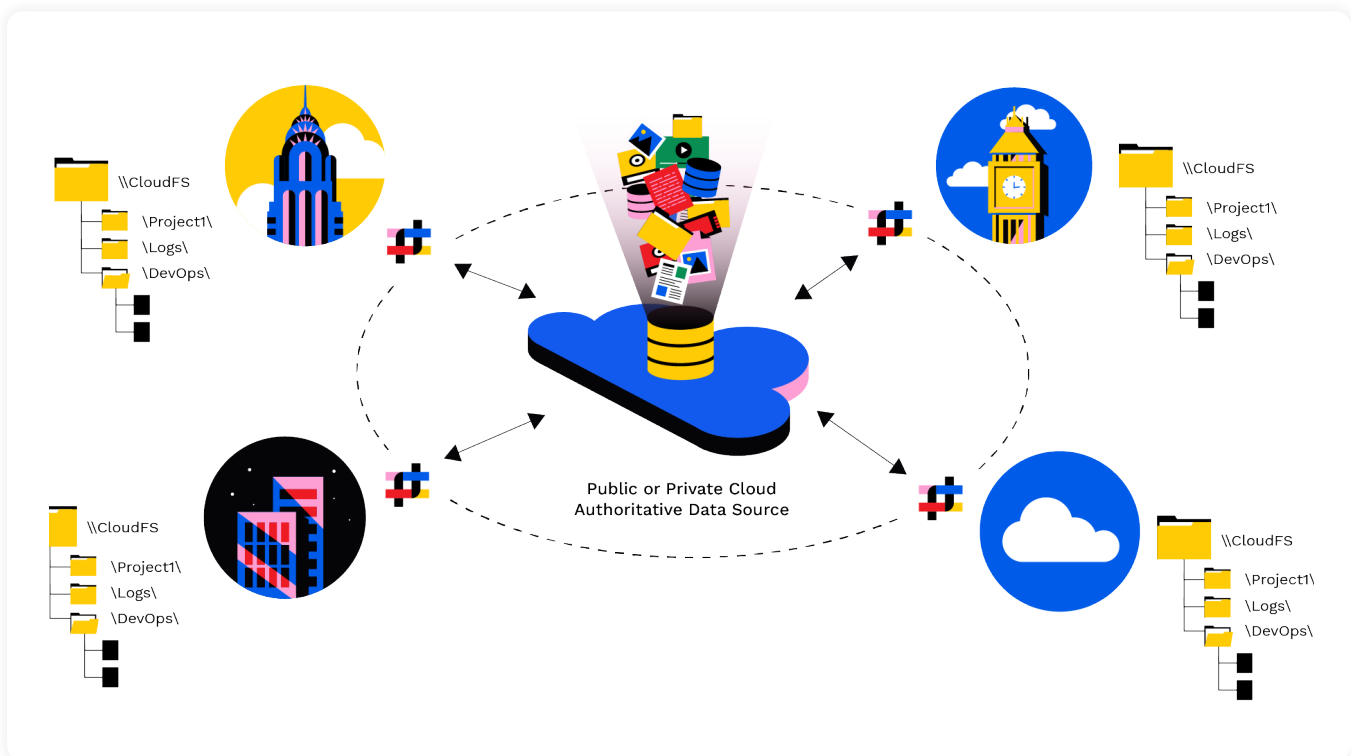 \\CloudFS
\Project1\
\Logs\
\DevOps\
\\CloudFS
\Project1\
\Logs\
\DevOps\
Public or Private Cloud
Authoritative Data Source
\\CloudFS
\Project1\
\Logs\
\DevOps\
\\CloudFS
\Project1\
\Logs\
\DevOps\